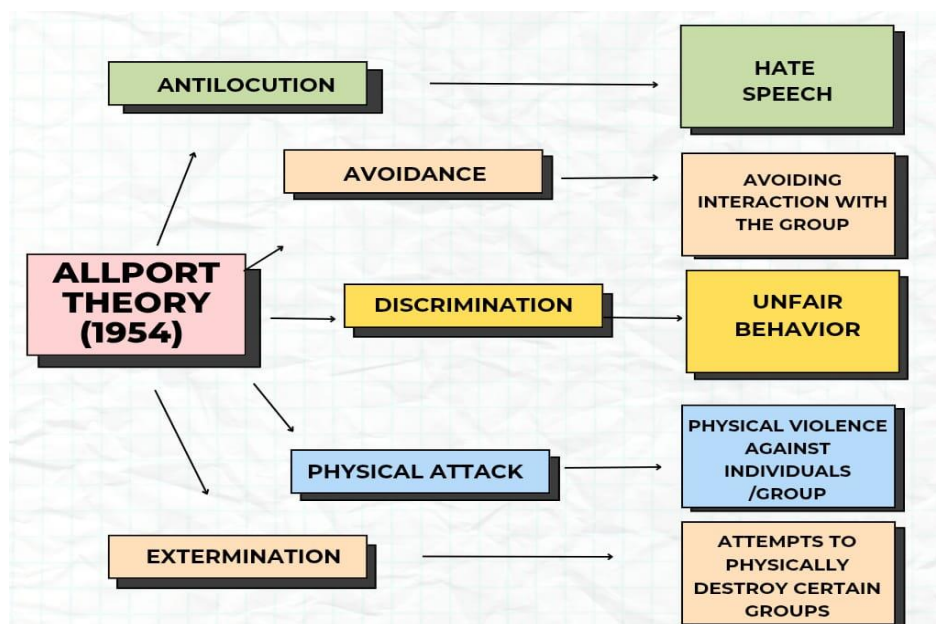 ANTILOCUTION
HATE
SPEECH
AVOIDANCE
AVOIDING
INTERACTION WITH
THE GROUP
ALLPORT
THEORY
(1954)
DISCRIMINATION
UNFAIR
BEHAVIOR
PHYSICAL ATTACK
PHYSICAL VIOLENCE
AGAINST
INDIVIDUALS
/GROUP
EXTERMINATION
ATTEMPTS TO
PHYSICALLY
DESTROY CERTAIN
GROUPS